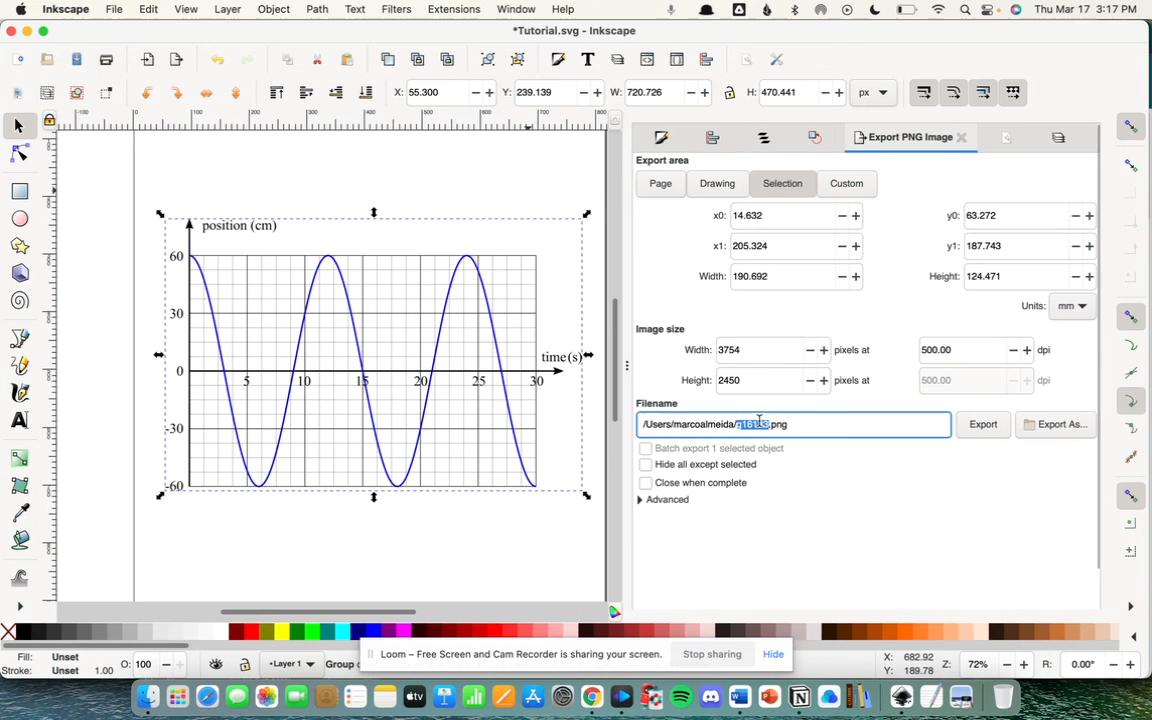 Inkscape File Edit View Layer Object Path Text Filters Extensions Window Help Thu Mar 17 3:17 PM
*Tutorial.svg - Inkscape
X: 55.300 Y: 239.139 W: 720.726 H: 470.441 px
Export PNG Image
Export area
Page Drawing Selection Custom
x0: 14.632 y0: 63.272
x1: 205.324 y1: 187.743
Width: 190.692 Height: 124.471
Units: mm
Image size
Width: 3754 pixels at 500.00 dpi
Height: 2450 pixels at 500.00 dpi
Filename
/Users/marcoalmeida/ .png Export Export As...
Batch export 1 selected object
Hide all except selected
Close when complete
Advanced
position (cm)
60
30
0
-30
-60
5 10 15 20 25 30
time (s)
Loom – Free Screen and Cam Recorder is sharing your screen. Stop sharing Hide
Fill: Unset
Stroke: Unset 1.00 O: 100 •Layer 1 Group
X: 682.92
Y: 189.78
Z: 72% R: 0.00°